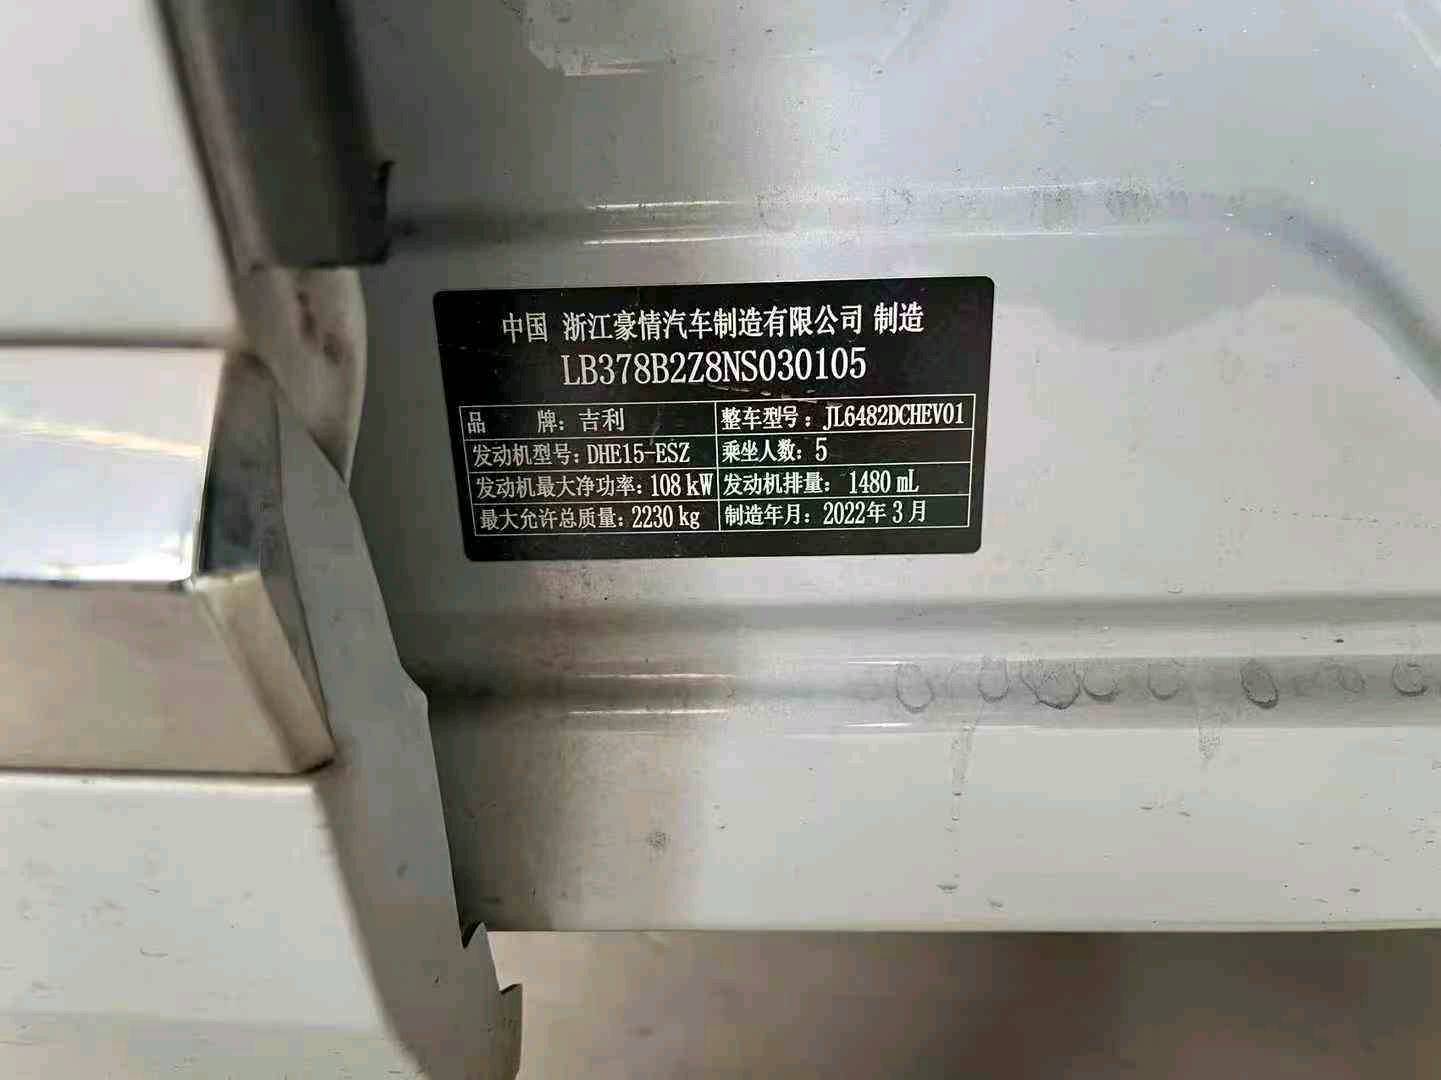 中国 浙江豪情汽车制造有限公司 制造
LB378B2Z8NS030105
品 牌: 吉利 整车型号: JL6482DCHEV01
发动机型号: DHE15-ESZ 乘坐人数: 5
发动机最大净功率: 108 kW 发动机排量: 1480 mL
最大允许总质量: 2230 kg 制造年月: 2022年3月